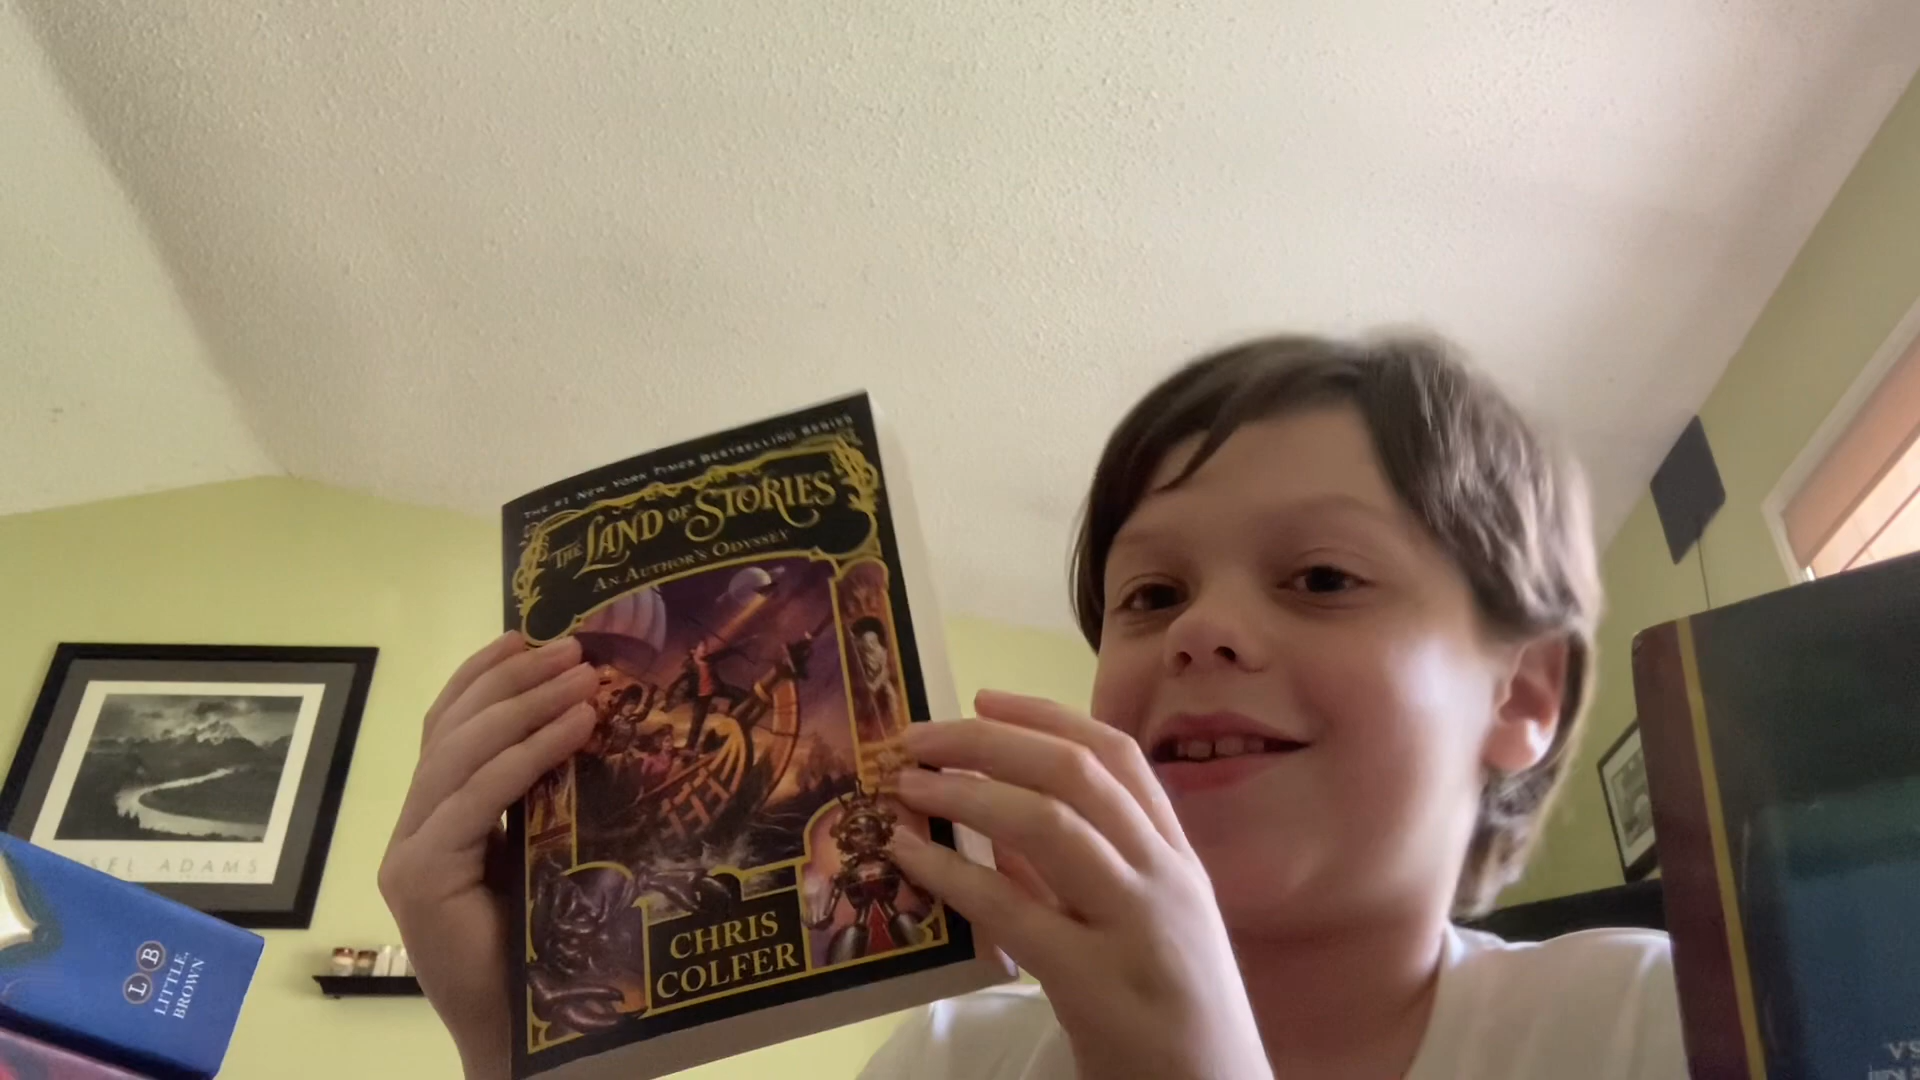 THE #1 NEW YORK TIMES BESTSELLING SERIES
THE LAND OF STORIES
AN AUTHOR'S ODYSSEY
CHRIS
COLFER
SEL ADAMS
LB
LITTLE,
BROWN